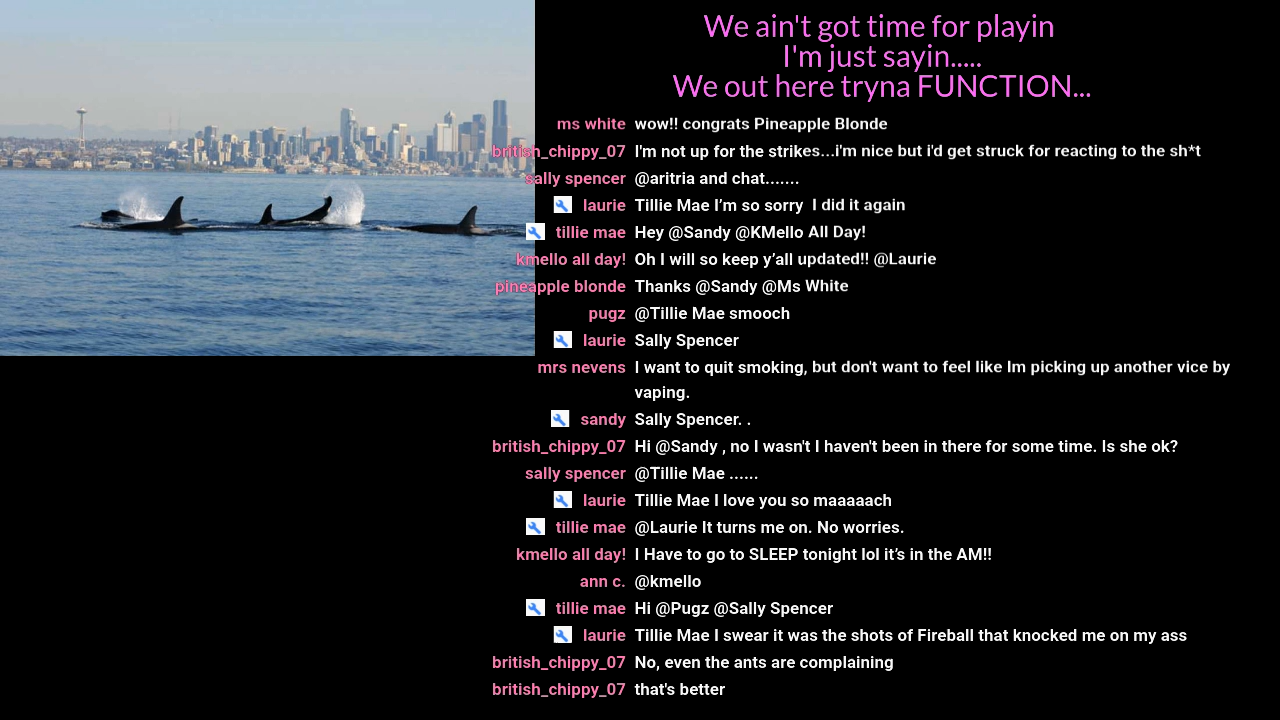 We ain't got time for playin
I'm just sayin.....
We out here tryna FUNCTION...
ms white wow!! congrats Pineapple Blonde
british_chippy_07 I'm not up for the strikes...i'm nice but i'd get struck for reacting to the sh*t
sally spencer @aritria and chat.......
laurie Tillie Mae I’m so sorry I did it again
tillie mae Hey @Sandy @KMello All Day!
kmello all day! Oh I will so keep y’all updated!! @Laurie
pineapple blonde Thanks @Sandy @Ms White
pugz @Tillie Mae smooch
laurie Sally Spencer
mrs nevens I want to quit smoking, but don't want to feel like Im picking up another vice by
vaping.
sandy Sally Spencer. .
british_chippy_07 Hi @Sandy , no I wasn't I haven't been in there for some time. Is she ok?
sally spencer @Tillie Mae ......
laurie Tillie Mae I love you so maaaaach
tillie mae @Laurie It turns me on. No worries.
kmello all day! I Have to go to SLEEP tonight lol it’s in the AM!!
ann c. @kmello
tillie mae Hi @Pugz @Sally Spencer
laurie Tillie Mae I swear it was the shots of Fireball that knocked me on my ass
british_chippy_07 No, even the ants are complaining
british_chippy_07 that's better